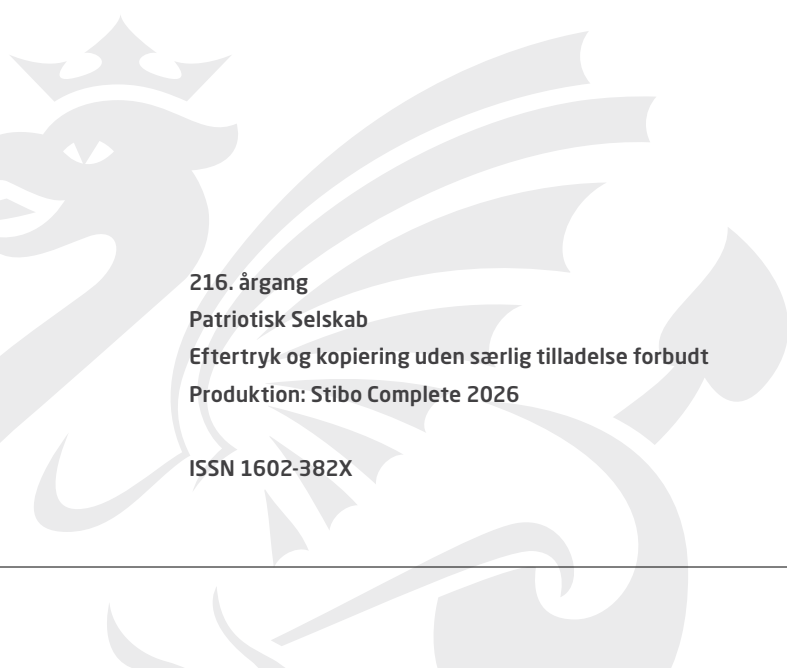 216. årgang
Patriotisk Selskab
Eftertryk og kopiering uden særlig tilladelse forbudt
Produktion: Stibo Complete 2026
ISSN 1602-382X